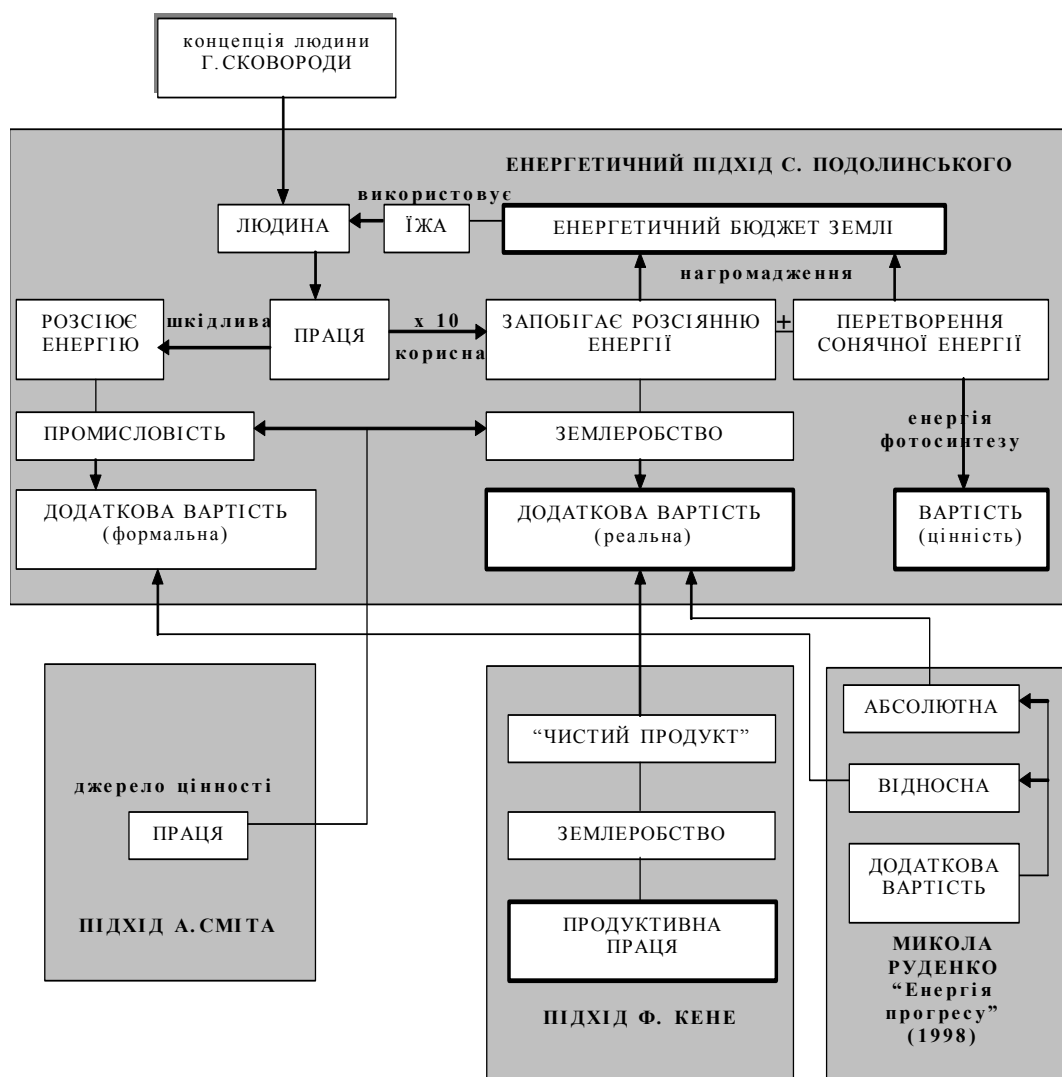 концепція людини
Г.СКОВОРОДИ
ЕНЕРГЕТИЧНИЙ ПІДХІД С. ПОДОЛИНСЬКОГО
використовує
ЛЮДИНА
ЇЖА
ЕНЕРГЕТИЧНИЙ БЮДЖЕТ ЗЕМЛІ
нагромадження
РОЗСІЮЄ
ЕНЕРГІЮ
шкідлива
ПРАЦЯ
х 10
корисна
ЗАПОБІГАЄ РОЗСІЯННЮ
ЕНЕРГІЇ
+
ПЕРЕТВОРЕННЯ
СОНЯЧНОЇ ЕНЕРГІЇ
ПРОМИСЛОВІСТЬ
ЗЕМЛЕРОБСТВО
енергія
фотосинтезу
ДОДАТКОВА ВАРТІСТЬ
(формальна)
ДОДАТКОВА ВАРТІСТЬ
(реальна)
ВАРТІСТЬ
(цінність)
джерело цінності
ПРАЦЯ
ПІДХІД А.СМІТА
“ЧИСТИЙ ПРОДУКТ”
ЗЕМЛЕРОБСТВО
ПРОДУКТИВНА
ПРАЦЯ
ПІДХІД Ф. КЕНЕ
АБСОЛЮТНА
ВІДНОСНА
ДОДАТКОВА
ВАРТІСТЬ
МИКОЛА
РУДЕНКО
“Енергія
прогресу”
(1998)